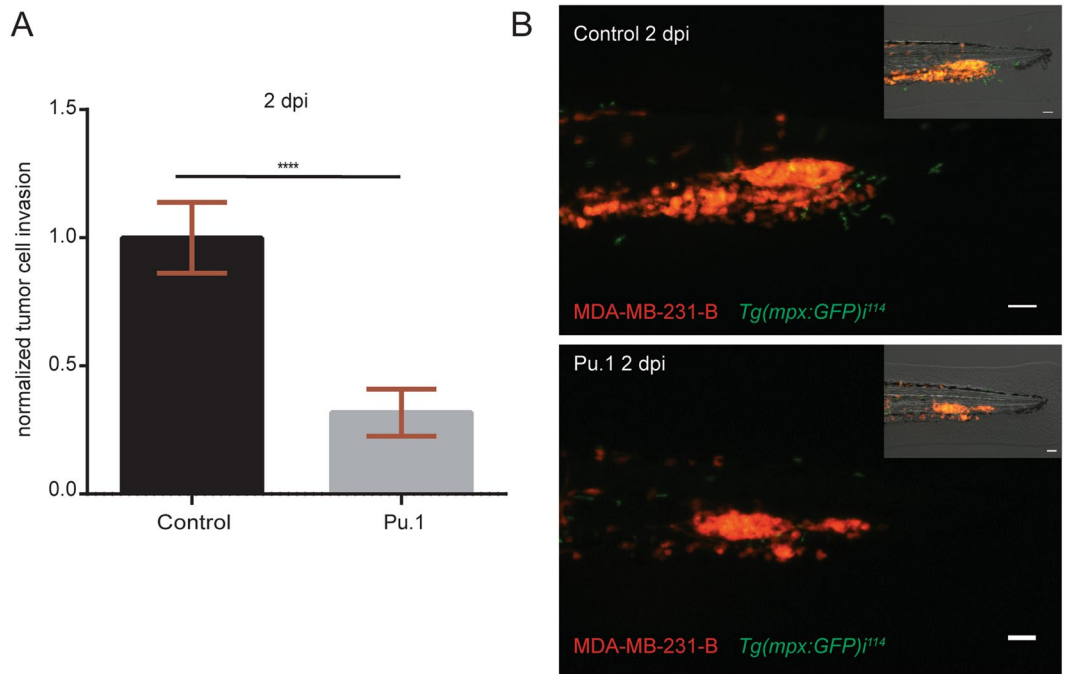 A
2 dpi
****
normalized tumor cell invasion
1.5
1.0
0.5
0.0
Control
Pu.1
B
Control 2 dpi
MDA-MB-231-B Tg(mpx:GFP)i¹¹⁴
Pu.1 2 dpi
MDA-MB-231-B Tg(mpx:GFP)i¹¹⁴